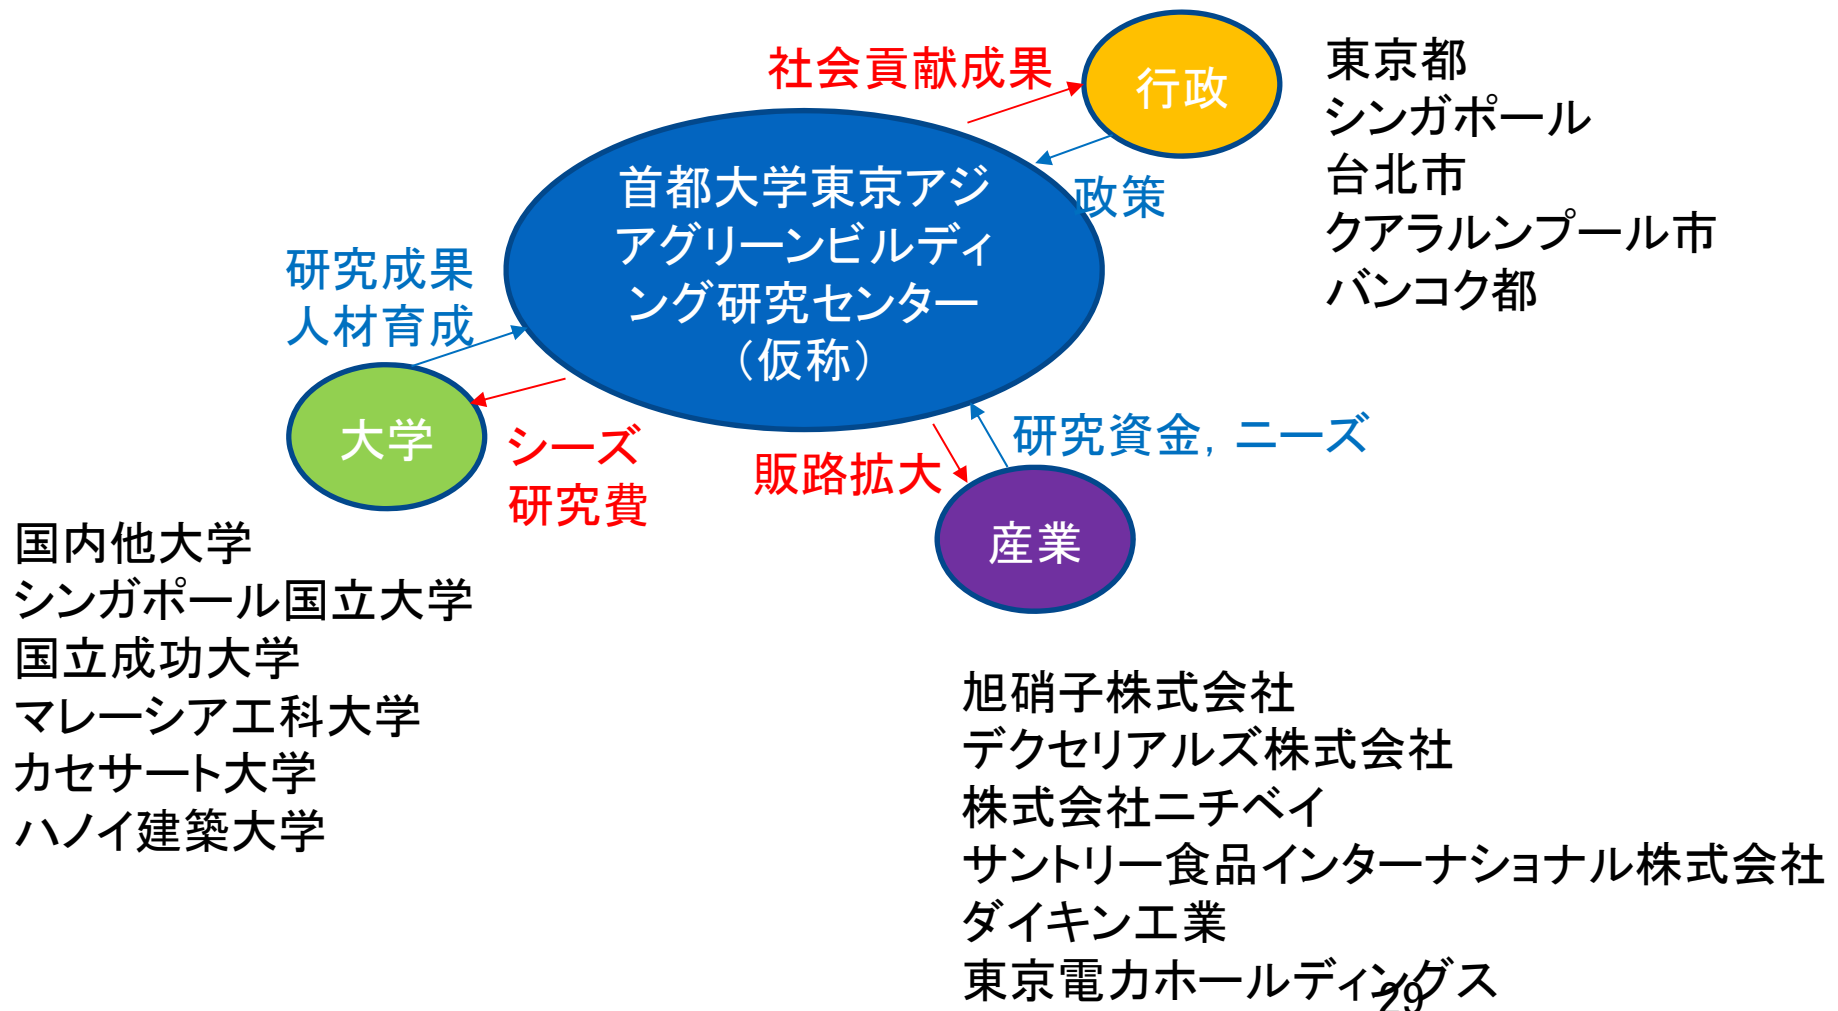 社会貢献成果
行政
東京都
シンガポール
台北市
クアラルンプール市
バンコク都
首都大学東京アジ
アグリーンビルディ
ング研究センター
（仮称）
政策
研究成果
人材育成
大学
シーズ
研究費
販路拡大
研究資金, ニーズ
産業
国内他大学
シンガポール国立大学
国立成功大学
マレーシア工科大学
カセサート大学
ハノイ建築大学
旭硝子株式会社
デクセリアルズ株式会社
株式会社ニチベイ
サントリー食品インターナショナル株式会社
ダイキン工業
東京電力ホールディングス
29